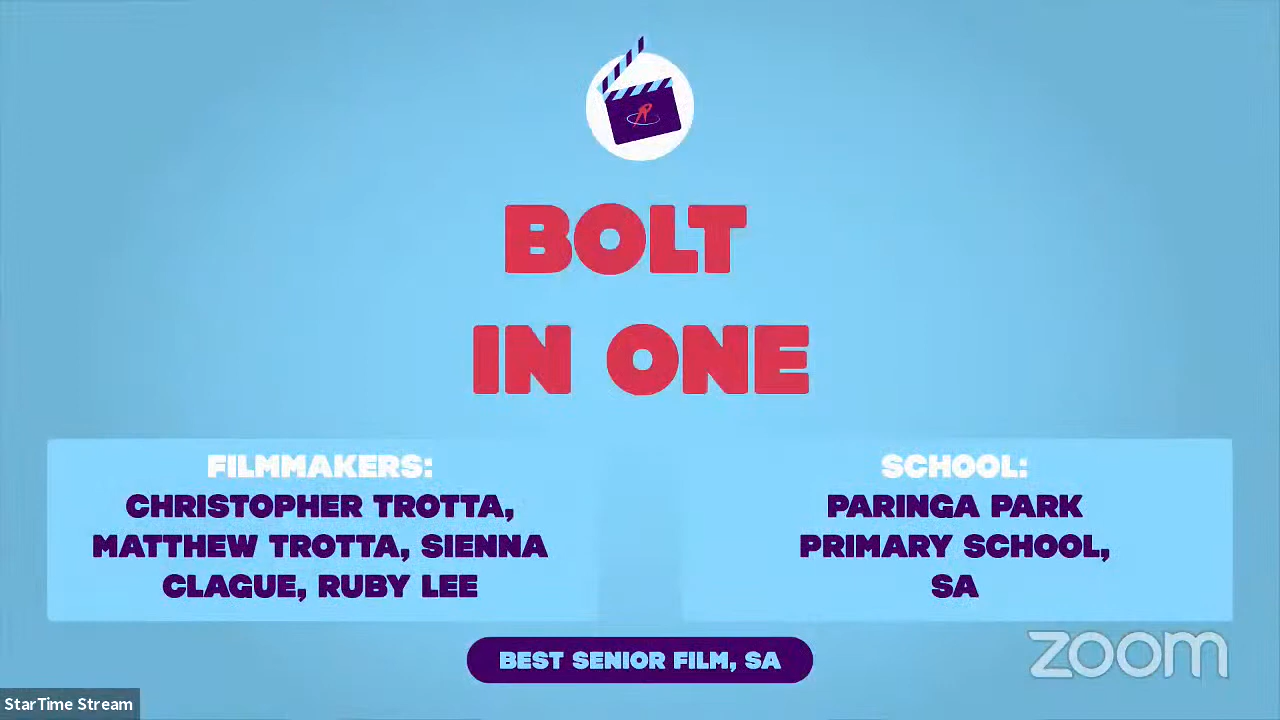 BOLT
IN ONE
FILMMAKERS:
CHRISTOPHER TROTTA,
MATTHEW TROTTA, SIENNA
CLAGUE, RUBY LEE
SCHOOL:
PARINGA PARK
PRIMARY SCHOOL,
SA
BEST SENIOR FILM, SA
zoom
StarTime Stream